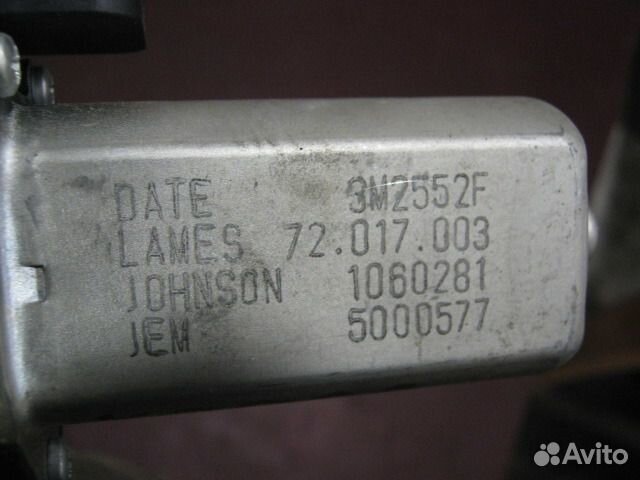 DATE 3M2552F
LAMES 72.017.003
JOHNSON 1060281
JEM 5000577
Avito